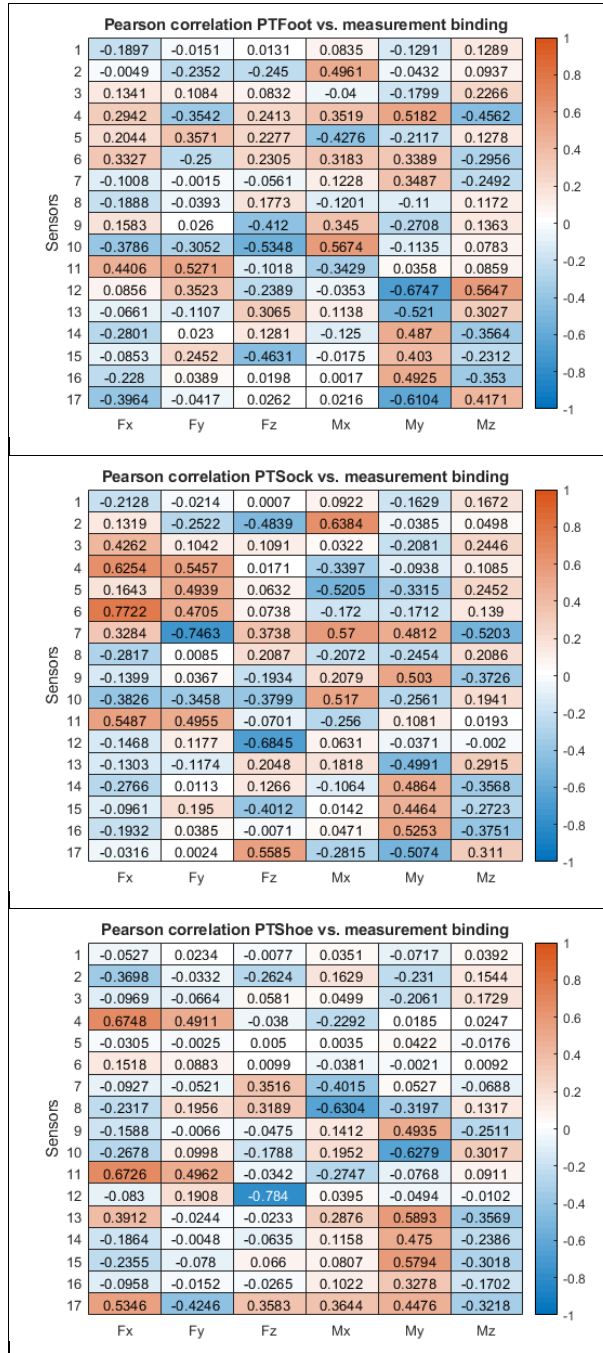 Pearson correlation PTFoot vs. measurement binding
1 -0.1897 -0.0151 0.0131 0.0835 -0.1291 0.1289
2 -0.0049 -0.2352 -0.245 0.4961 -0.0432 0.0937
3 0.1341 0.1084 0.0832 -0.04 -0.1799 0.2266
4 0.2942 -0.3542 0.2413 0.3519 0.5182 -0.4562
5 0.2044 0.3571 0.2277 -0.4276 -0.2117 0.1278
6 0.3327 -0.25 0.2305 0.3183 0.3389 -0.2956
7 -0.1008 -0.0015 -0.0561 0.1228 0.3487 -0.2492
8 -0.1888 -0.0393 0.1773 -0.1201 -0.11 0.1172
9 0.1583 0.026 -0.412 0.345 -0.2708 0.1363
10 -0.3786 -0.3052 -0.5348 0.5674 -0.1135 0.0783
11 0.4406 0.5271 -0.1018 -0.3429 0.0358 0.0859
12 0.0856 0.3523 -0.2389 -0.0353 -0.6747 0.5647
13 -0.0661 -0.1107 0.3065 0.1138 -0.521 0.3027
14 -0.2801 0.023 0.1281 -0.125 0.487 -0.3564
15 -0.0853 0.2452 -0.4631 -0.0175 0.403 -0.2312
16 -0.228 0.0389 0.0198 0.0017 0.4925 -0.353
17 -0.3964 -0.0417 0.0262 0.0216 -0.6104 0.4171
Fx Fy Fz Mx My Mz
Sensors
1
0.8
0.6
0.4
0.2
0
-0.2
-0.4
-0.6
-0.8
-1
Pearson correlation PTSock vs. measurement binding
1 -0.2128 -0.0214 0.0007 0.0922 -0.1629 0.1672
2 0.1319 -0.2522 -0.4839 0.6384 -0.0385 0.0498
3 0.4262 0.1042 0.1091 0.0322 -0.2081 0.2446
4 0.6254 0.5457 0.0171 -0.3397 -0.0938 0.1085
5 0.1643 0.4939 0.0632 -0.5205 -0.3315 0.2452
6 0.7722 0.4705 0.0738 -0.172 -0.1712 0.139
7 0.3284 -0.7463 0.3738 0.57 0.4812 -0.5203
8 -0.2817 0.0085 0.2087 -0.2072 -0.2454 0.2086
9 -0.1399 0.0367 -0.1934 0.2079 0.503 -0.3726
10 -0.3826 -0.3458 -0.3799 0.517 -0.2561 0.1941
11 0.5487 0.4955 -0.0701 -0.256 0.1081 0.0193
12 -0.1468 0.1177 -0.6845 0.0631 -0.0371 -0.002
13 -0.1303 -0.1174 0.2048 0.1818 -0.4991 0.2915
14 -0.2766 0.0113 0.1266 -0.1064 0.4864 -0.3568
15 -0.0961 0.195 -0.4012 0.0142 0.4464 -0.2723
16 -0.1932 0.0385 -0.0071 0.0471 0.5253 -0.3751
17 -0.0316 0.0024 0.5585 -0.2815 -0.5074 0.311
Fx Fy Fz Mx My Mz
Sensors
1
0.8
0.6
0.4
0.2
0
-0.2
-0.4
-0.6
-0.8
-1
Pearson correlation PTShoe vs. measurement binding
1 -0.0527 0.0234 -0.0077 0.0351 -0.0717 0.0392
2 -0.3698 -0.0332 -0.2624 0.1629 -0.231 0.1544
3 -0.0969 -0.0664 0.0581 0.0499 -0.2061 0.1729
4 0.6748 0.4911 -0.038 -0.2292 0.0185 0.0247
5 -0.0305 -0.0025 0.005 0.0035 0.0422 -0.0176
6 0.1518 0.0883 0.0099 -0.0381 -0.0021 0.0092
7 -0.0927 -0.0521 0.3516 -0.4015 0.0527 -0.0688
8 -0.2317 0.1956 0.3189 -0.6304 -0.3197 0.1317
9 -0.1588 -0.0066 -0.0475 0.1412 0.4935 -0.2511
10 -0.2678 0.0998 -0.1788 0.1952 -0.6279 0.3017
11 0.6726 0.4962 -0.0342 -0.2747 -0.0768 0.0911
12 -0.083 0.1908 -0.784 0.0395 -0.0494 -0.0102
13 0.3912 -0.0244 -0.0233 0.2876 0.5893 -0.3569
14 -0.1864 -0.0048 -0.0635 0.1158 0.475 -0.2386
15 -0.2355 -0.078 0.066 0.0807 0.5794 -0.3018
16 -0.0958 -0.0152 -0.0265 0.1022 0.3278 -0.1702
17 0.5346 -0.4246 0.3583 0.3644 0.4476 -0.3218
Fx Fy Fz Mx My Mz
Sensors
1
0.8
0.6
0.4
0.2
0
-0.2
-0.4
-0.6
-0.8
-1